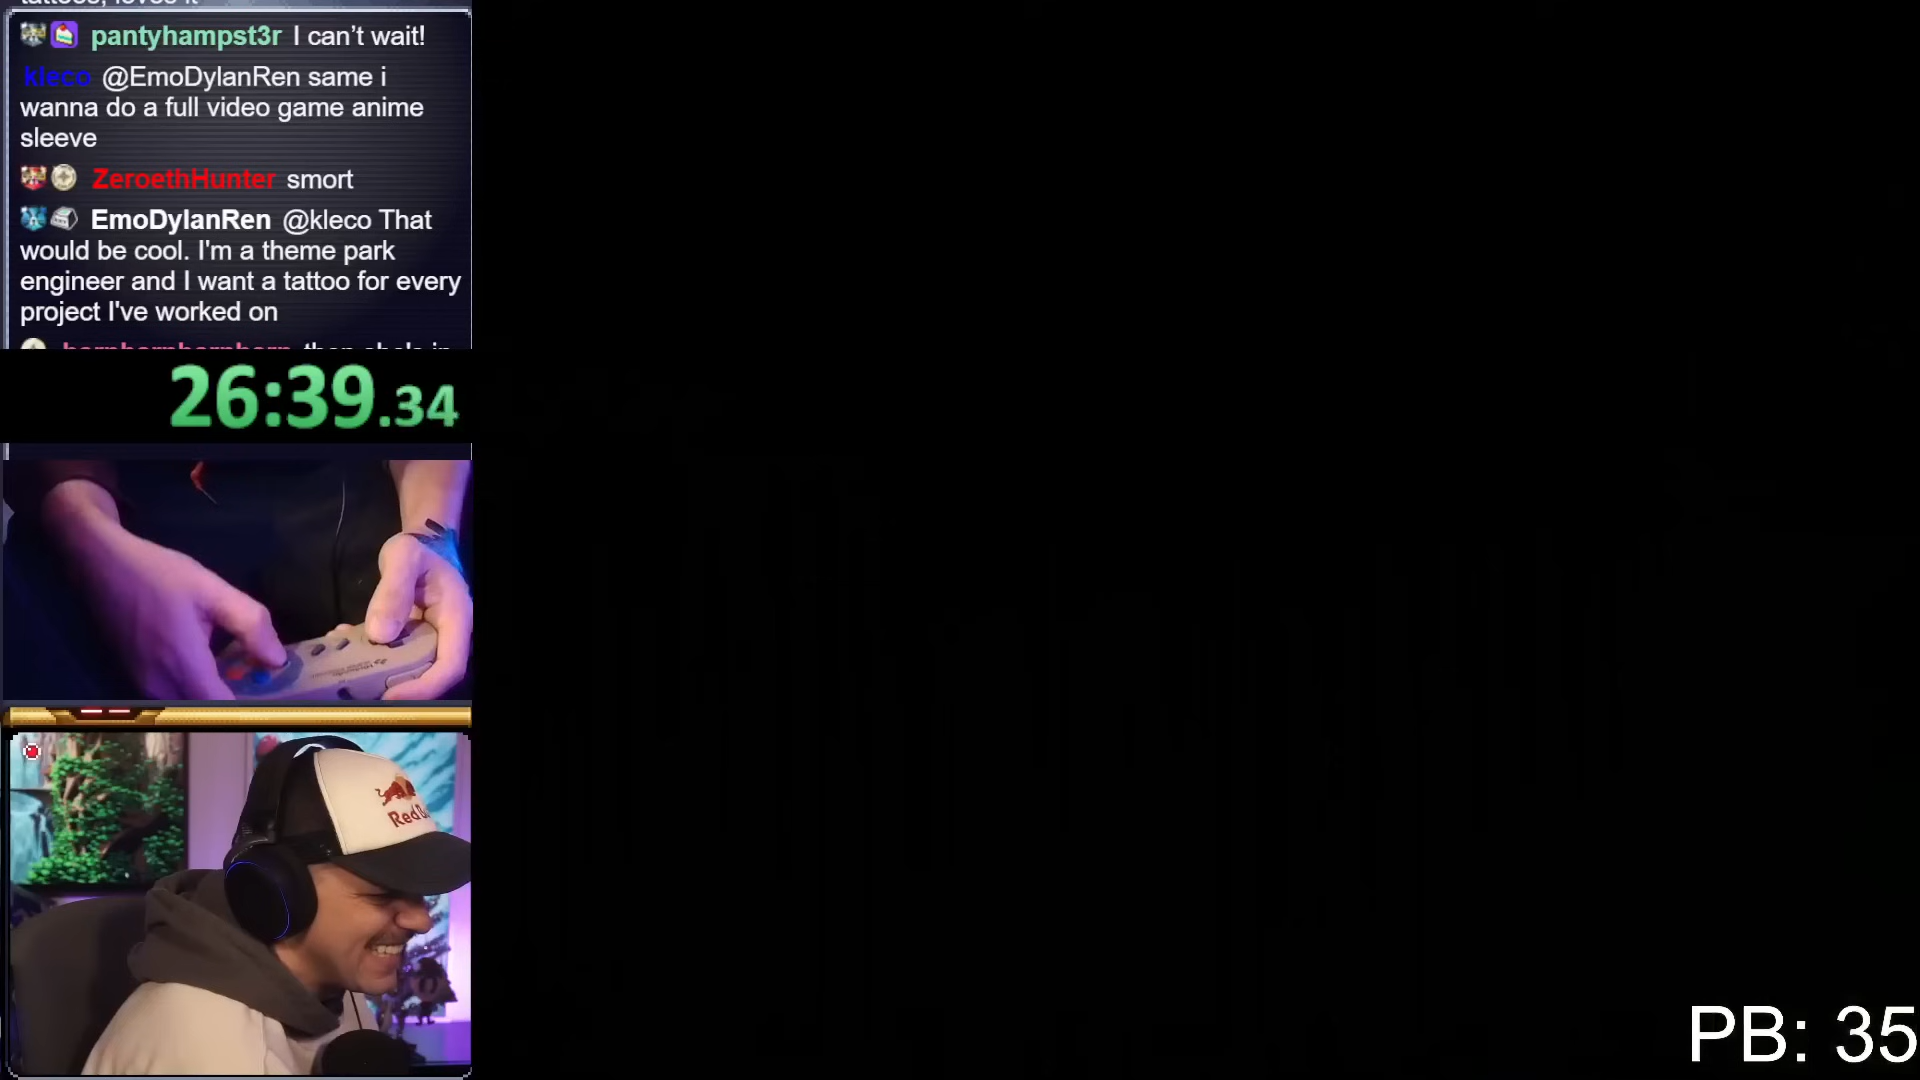 pantyhampst3r I can’t wait!
kleco @EmoDylanRen same i
wanna do a full video game anime
sleeve
ZeroethHunter smort
EmoDylanRen @kleco That
would be cool. I'm a theme park
engineer and I want a tattoo for every
project I've worked on
26:39.34
Red
PB: 35